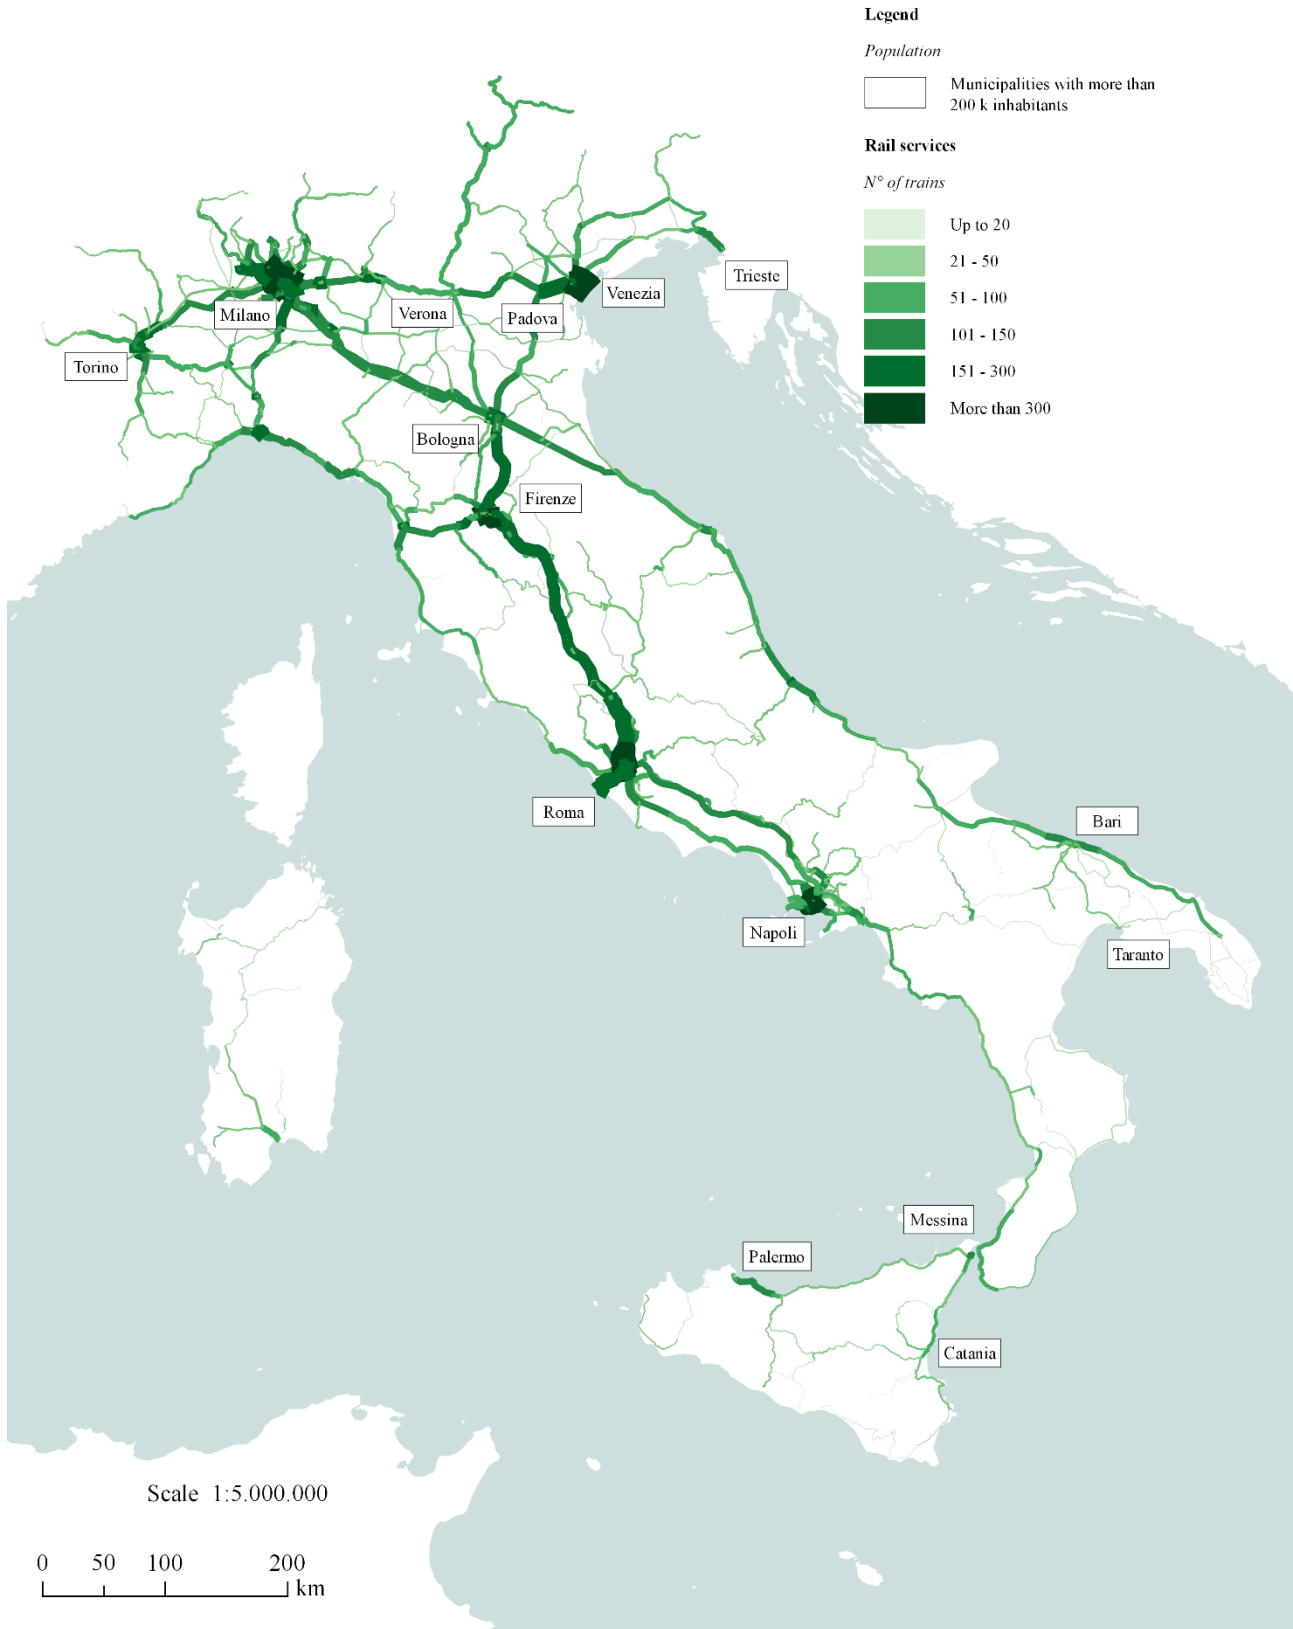 Legend
Population
Municipalities with more than
200 k inhabitants
Rail services
N° of trains
Up to 20
21 - 50
51 - 100
101 - 150
151 - 300
More than 300
Trieste
Venezia
Milano
Verona
Padova
Torino
Bologna
Firenze
Roma
Bari
Napoli
Taranto
Messina
Palermo
Catania
Scale 1:5.000.000
0 50 100 200
km